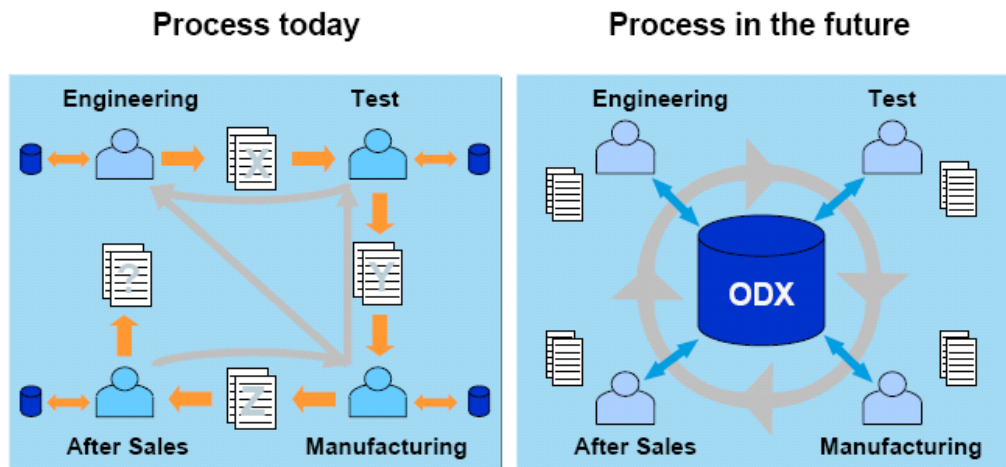 Process today
Process in the future
Engineering
Test
X
?
Y
Z
After Sales
Manufacturing
Engineering
Test
ODX
After Sales
Manufacturing